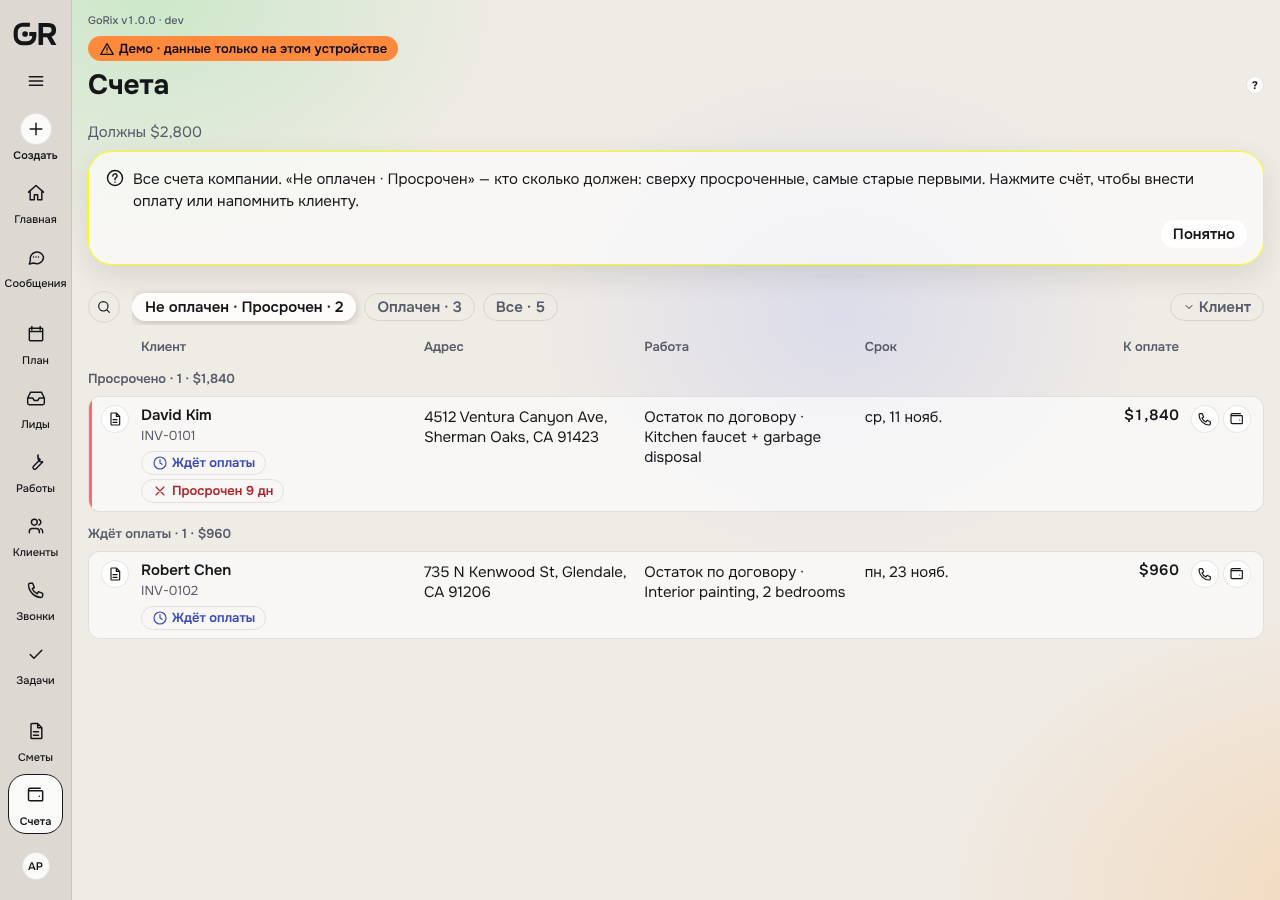 GoRix v1.0.0 · dev
GR
Демо · данные только на этом устройстве
Счета
?
Создать
Главная
Сообщения
План
Лиды
Работы
Клиенты
Звонки
Задачи
Сметы
Счета
AP
Должны $2,800
Все счета компании. «Не оплачен · Просрочен» — кто сколько должен: сверху просроченные, самые старые первыми. Нажмите счёт, чтобы внести
оплату или напомнить клиенту.
Понятно
Не оплачен · Просрочен · 2
Оплачен · 3
Все · 5
Клиент
Клиент
Адрес
Работа
Срок
К оплате
Просрочено · 1 · $1,840
David Kim
INV-0101
Ждёт оплаты
Просрочен 9 дн
4512 Ventura Canyon Ave,
Sherman Oaks, CA 91423
Остаток по договору ·
Kitchen faucet + garbage
disposal
ср, 11 нояб.
$1,840
Ждёт оплаты · 1 · $960
Robert Chen
INV-0102
Ждёт оплаты
735 N Kenwood St, Glendale,
CA 91206
Остаток по договору ·
Interior painting, 2 bedrooms
пн, 23 нояб.
$960